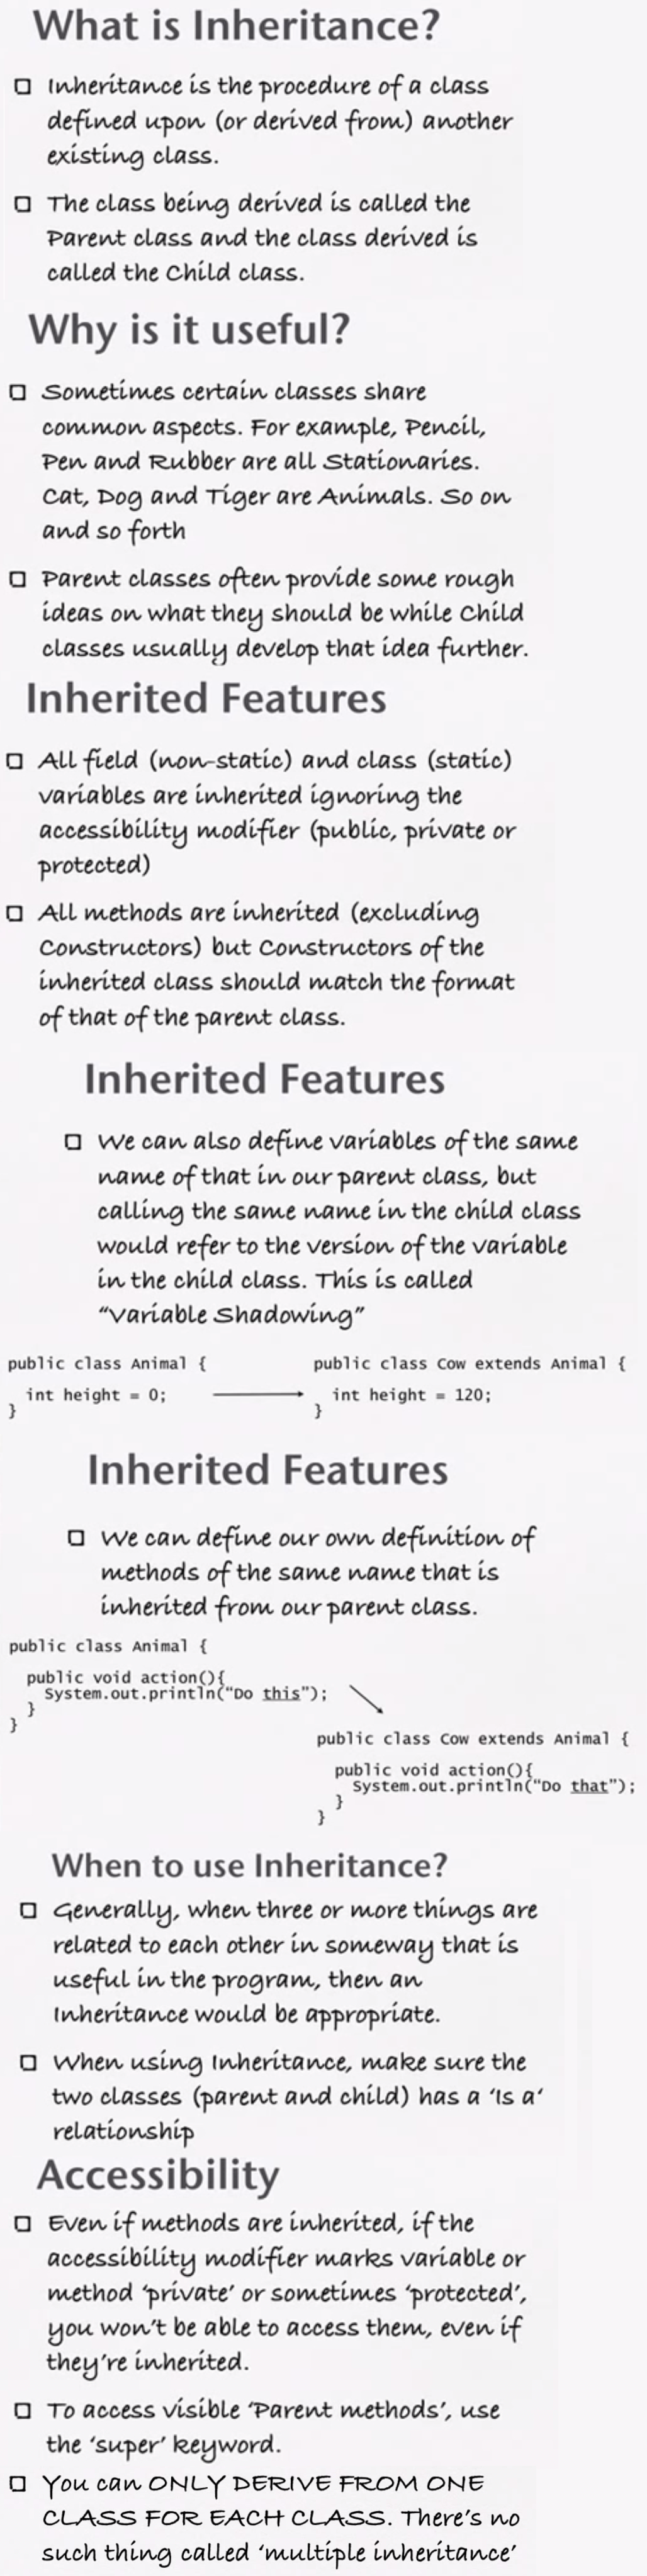 What is Inheritance?
Inheritance is the procedure of a class
defined upon (or derived from) another
existing class.
The class being derived is called the
Parent class and the class derived is
called the Child class.
Why is it useful?
Sometimes certain classes share
common aspects. For example, Pencil,
Pen and Rubber are all Stationaries.
Cat, Dog and Tiger are Animals. So on
and so forth
Parent classes often provide some rough
ideas on what they should be while Child
classes usually develop that idea further.
Inherited Features
All field (non-static) and class (static)
variables are inherited ignoring the
accessibility modifier (public, private or
protected)
All methods are inherited (excluding
Constructors) but Constructors of the
inherited class should match the format
of that of the parent class.
Inherited Features
We can also define variables of the same
name of that in our parent class, but
calling the same name in the child class
would refer to the version of the variable
in the child class. This is called
“Variable Shadowing”
public class Animal {
int height = 0;
}
public class Cow extends Animal {
int height = 120;
}
Inherited Features
We can define our own definition of
methods of the same name that is
inherited from our parent class.
public class Animal {
public void action(){
System.out.println(“Do this”);
}
}
public class Cow extends Animal {
public void action(){
System.out.println(“Do that”);
}
}
When to use Inheritance?
Generally, when three or more things are
related to each other in someway that is
useful in the program, then an
Inheritance would be appropriate.
When using Inheritance, make sure the
two classes (parent and child) has a ‘Is a‘
relationship
Accessibility
Even if methods are inherited, if the
accessibility modifier marks variable or
method ‘private’ or sometimes ‘protected’,
you won’t be able to access them, even if
they’re inherited.
To access visible ‘Parent methods’, use
the ‘super’ keyword.
You can ONLY DERIVE FROM ONE
CLASS FOR EACH CLASS. There’s no
such thing called ‘multiple inheritance’